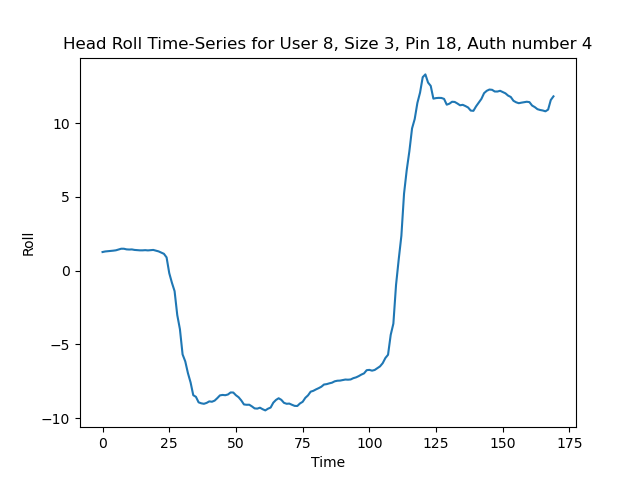 Head Roll Time-Series for User 8, Size 3, Pin 18, Auth number 4
10
5
0
−5
−10
Roll
0 25 50 75 100 125 150 175
Time